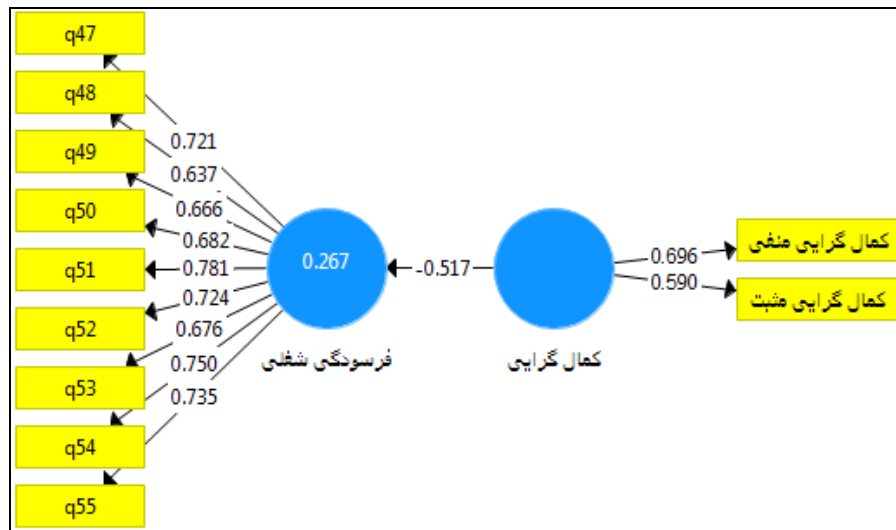 q47
q48
q49
q50
q51
q52
q53
q54
q55
0.721
0.637
0.666
0.682
0.781
0.724
0.676
0.750
0.735
0.267
فرسودگی شغلی
-0.517
کمال گرایی
0.696
0.590
کمال گرایی منفی
کمال گرایی مثبت